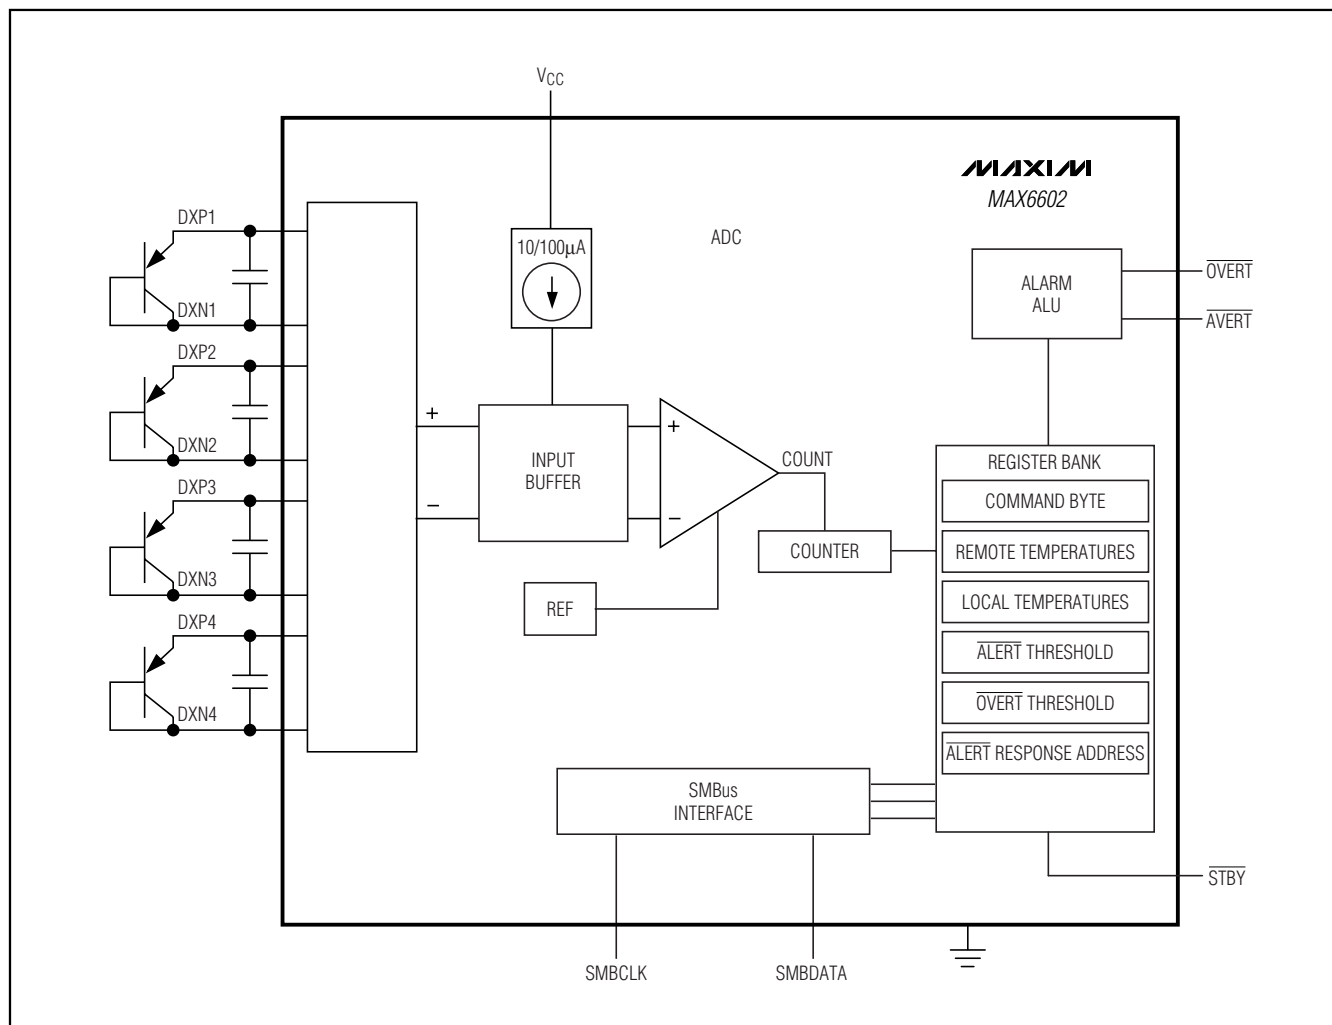 VCC
MAXIM
MAX6602
DXP1
10/100µA
ADC
DXN1
ALARM
ALU
OVERT
AVERT
DXP2
DXN2
+
−
INPUT
BUFFER
+
−
COUNT
COUNTER
REF
DXP3
DXN3
DXP4
DXN4
REGISTER BANK
COMMAND BYTE
REMOTE TEMPERATURES
LOCAL TEMPERATURES
ALERT THRESHOLD
OVERT THRESHOLD
ALERT RESPONSE ADDRESS
SMBus
INTERFACE
STBY
SMBCLK
SMBDATA